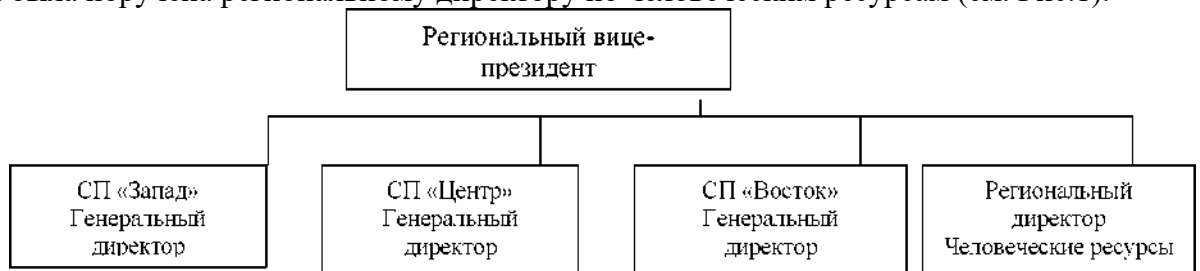 Региональный вице-
президент
СП «Запад»
Генеральный
директор
СП «Центр»
Генеральный
директор
СП «Восток»
Генеральный
директор
Региональный
директор
Человеческие ресурсы